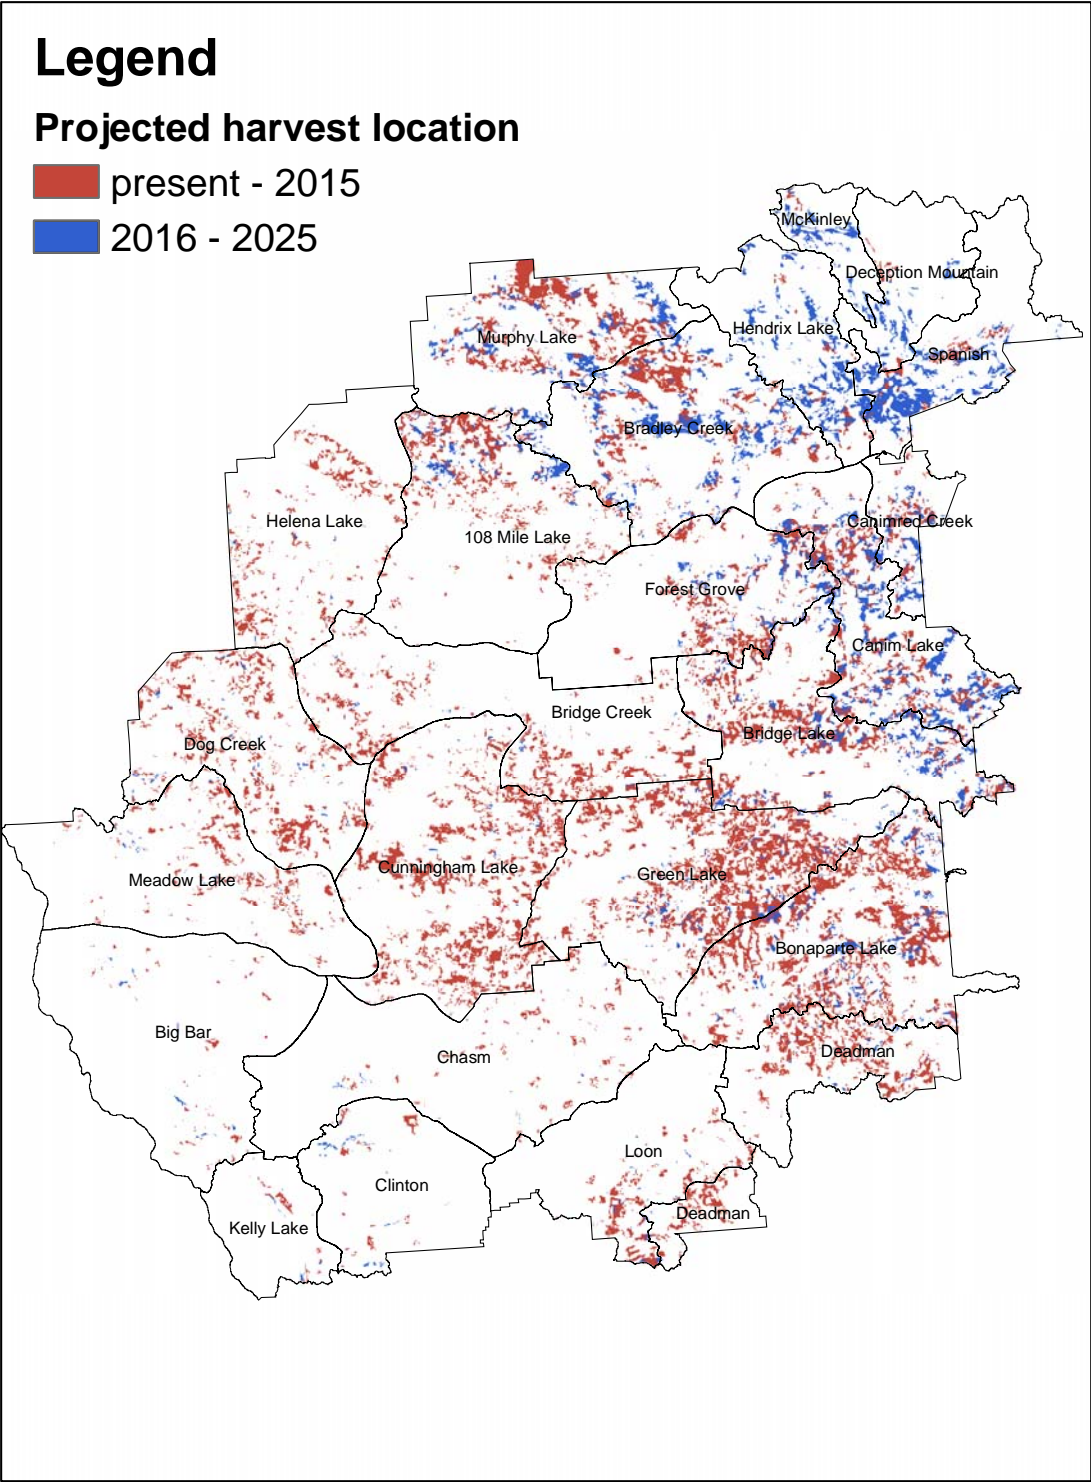 Legend
Projected harvest location
present - 2015
2016 - 2025
McKinley
Deception Mountain
Hendrix Lake
Murphy Lake
Spanish
Bradley Creek
Helena Lake
Canimred Creek
108 Mile Lake
Forest Grove
Canim Lake
Bridge Creek
Bridge Lake
Dog Creek
Cunningham Lake
Green Lake
Meadow Lake
Bonaparte Lake
Big Bar
Deadman
Chasm
Loon
Clinton
Deadman
Kelly Lake